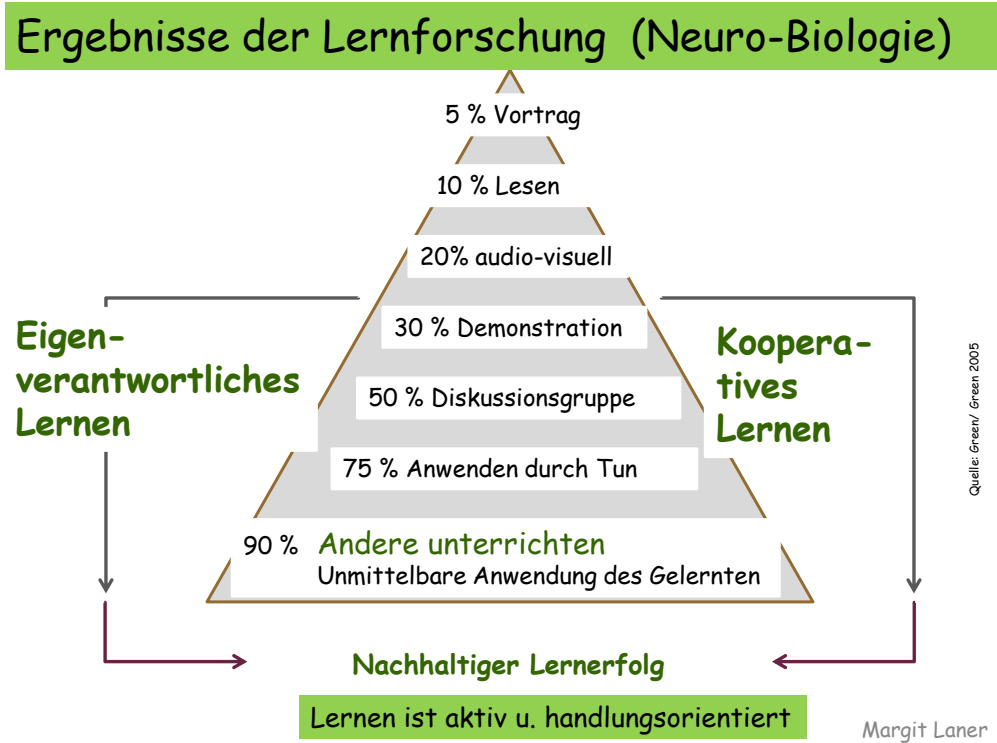 Ergebnisse der Lernforschung (Neuro-Biologie)
5 % Vortrag
10 % Lesen
20% audio-visuell
30 % Demonstration
50 % Diskussionsgruppe
75 % Anwenden durch Tun
90 % Andere unterrichten
Unmittelbare Anwendung des Gelernten
Eigen-
verantwortliches
Lernen
Koopera-
tives
Lernen
Quelle: Green/ Green 2005
Nachhaltiger Lernerfolg
Lernen ist aktiv u. handlungsorientiert
Margit Laner